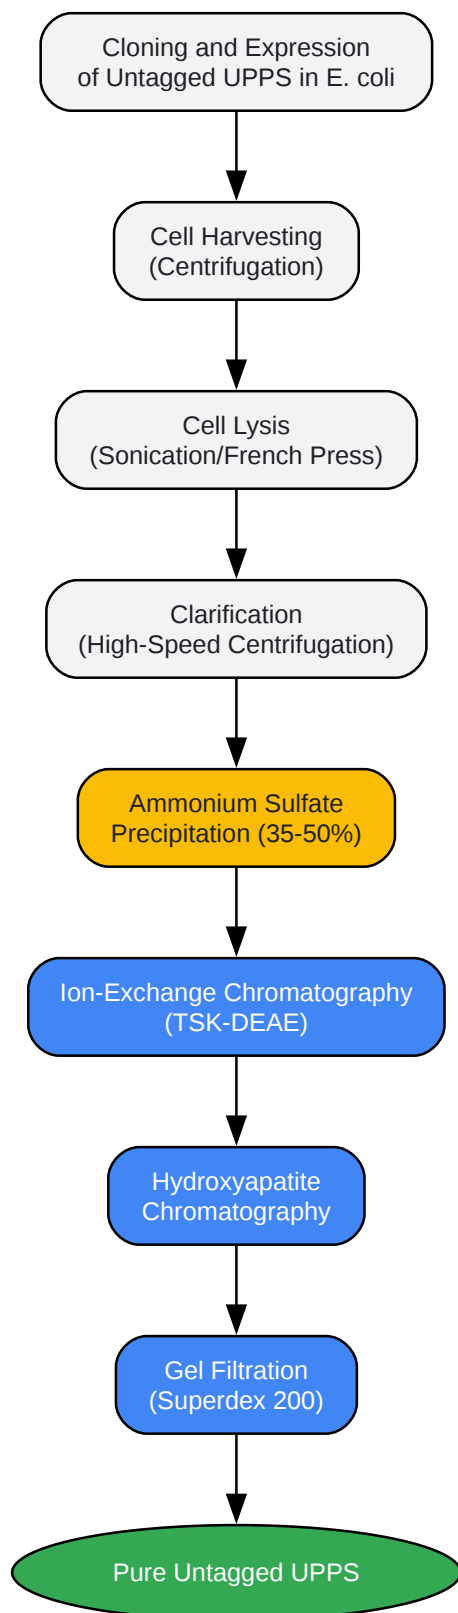 Cloning and Expression
of Untagged UPPS in E. coli
Cell Harvesting
(Centrifugation)
Cell Lysis
(Sonication/French Press)
Clarification
(High-Speed Centrifugation)
Ammonium Sulfate
Precipitation (35-50%)
Ion-Exchange Chromatography
(TSK-DEAE)
Hydroxyapatite
Chromatography
Gel Filtration
(Superdex 200)
Pure Untagged UPPS